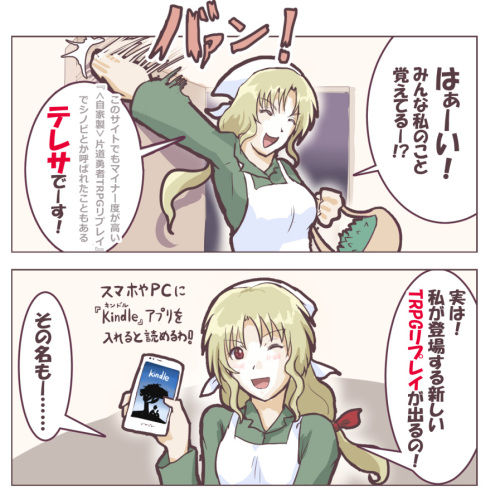 バァン!
はぁーい!
みんな私のこと
覚えてるー!?
このサイトでもマイナー度が高い
『<自家製>片道勇者TRPGリプレイ』
でシノビとか呼ばれたこともある
テレサでーす!
実は!
私が登場する新しい
TRPGリプレイが出るの!
スマホやPCに
キンドル
『Kindle』アプリを
入れると読めるわ!
kindle
その名もー……